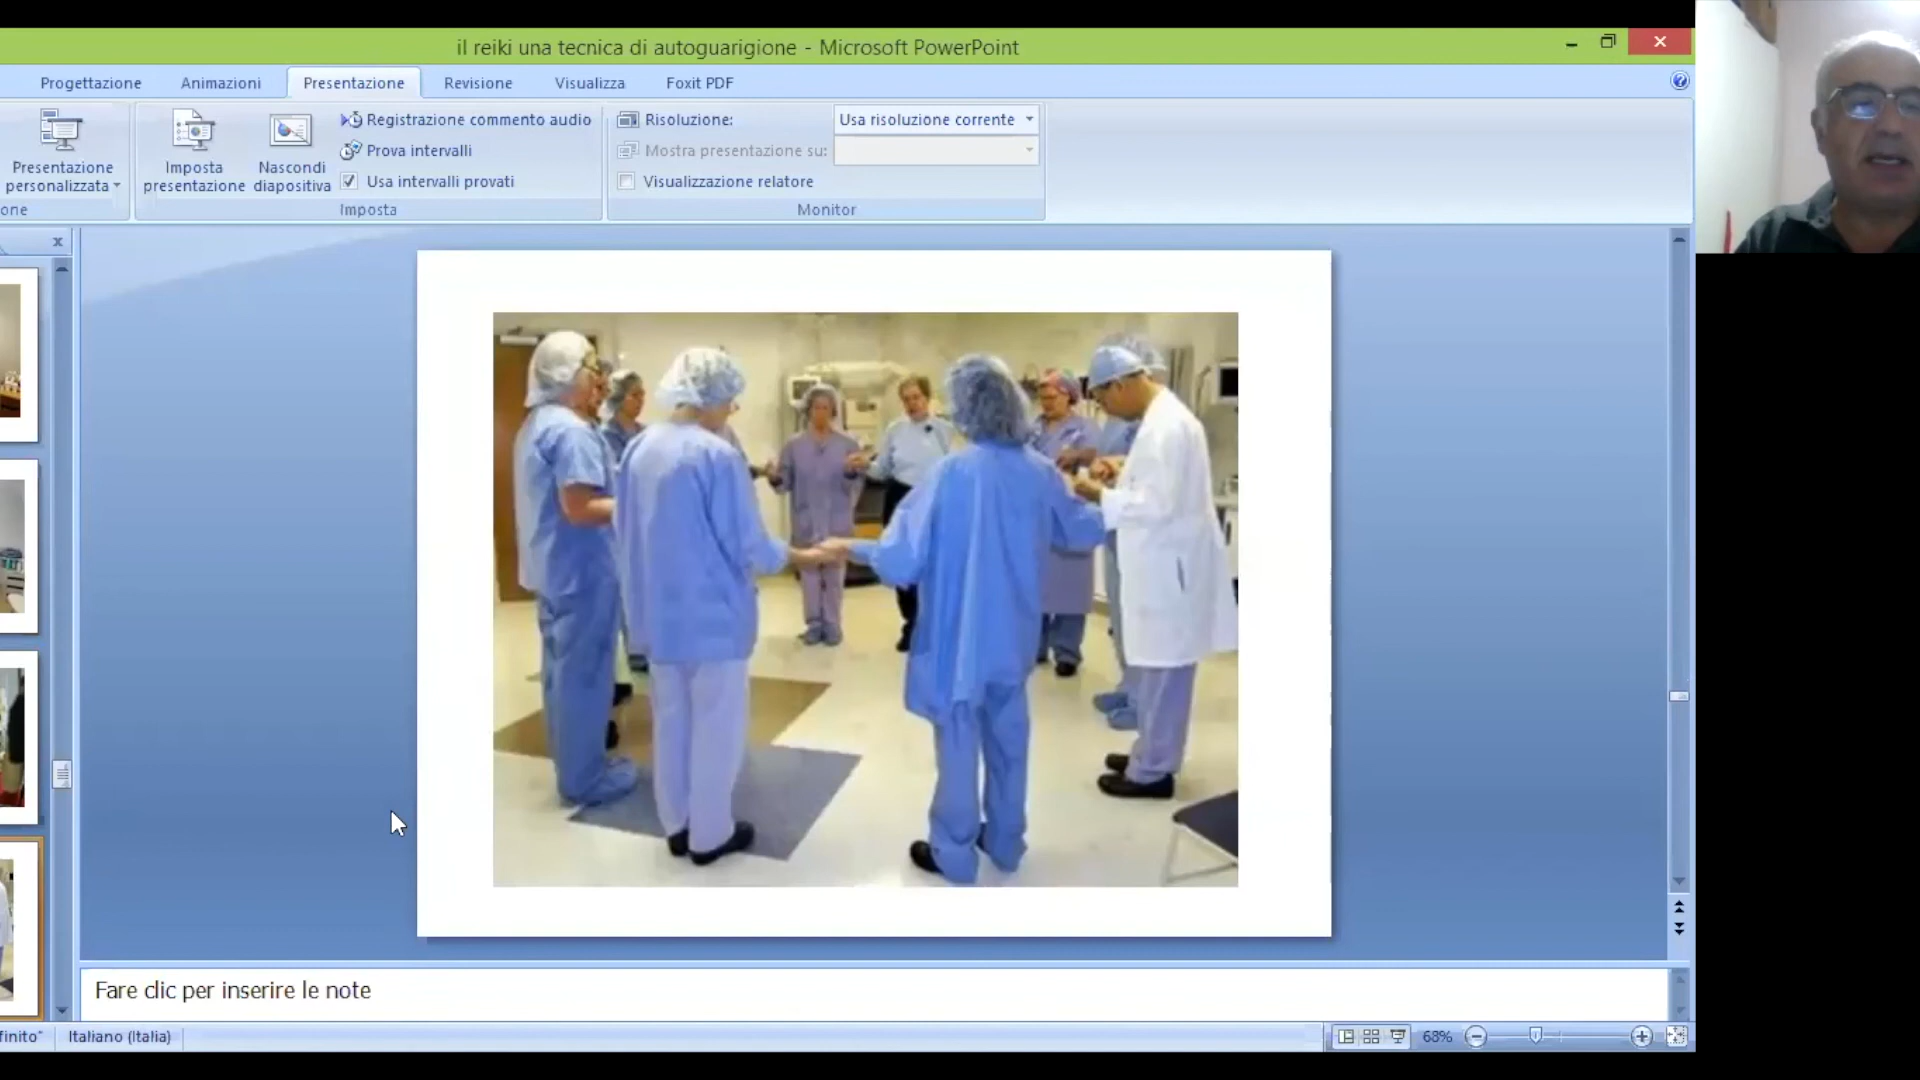 il reiki una tecnica di autoguarigione - Microsoft PowerPoint
Progettazione Animazioni Presentazione Revisione Visualizza Foxit PDF
Presentazione
personalizzata
Imposta
presentazione
Nascondi
diapositiva
Registrazione commento audio
Prova intervalli
Usa intervalli provati
Risoluzione: Usa risoluzione corrente
Mostra presentazione su:
Visualizzazione relatore
one Imposta Monitor
Fare clic per inserire le note
finito" Italiano (Italia) 68%